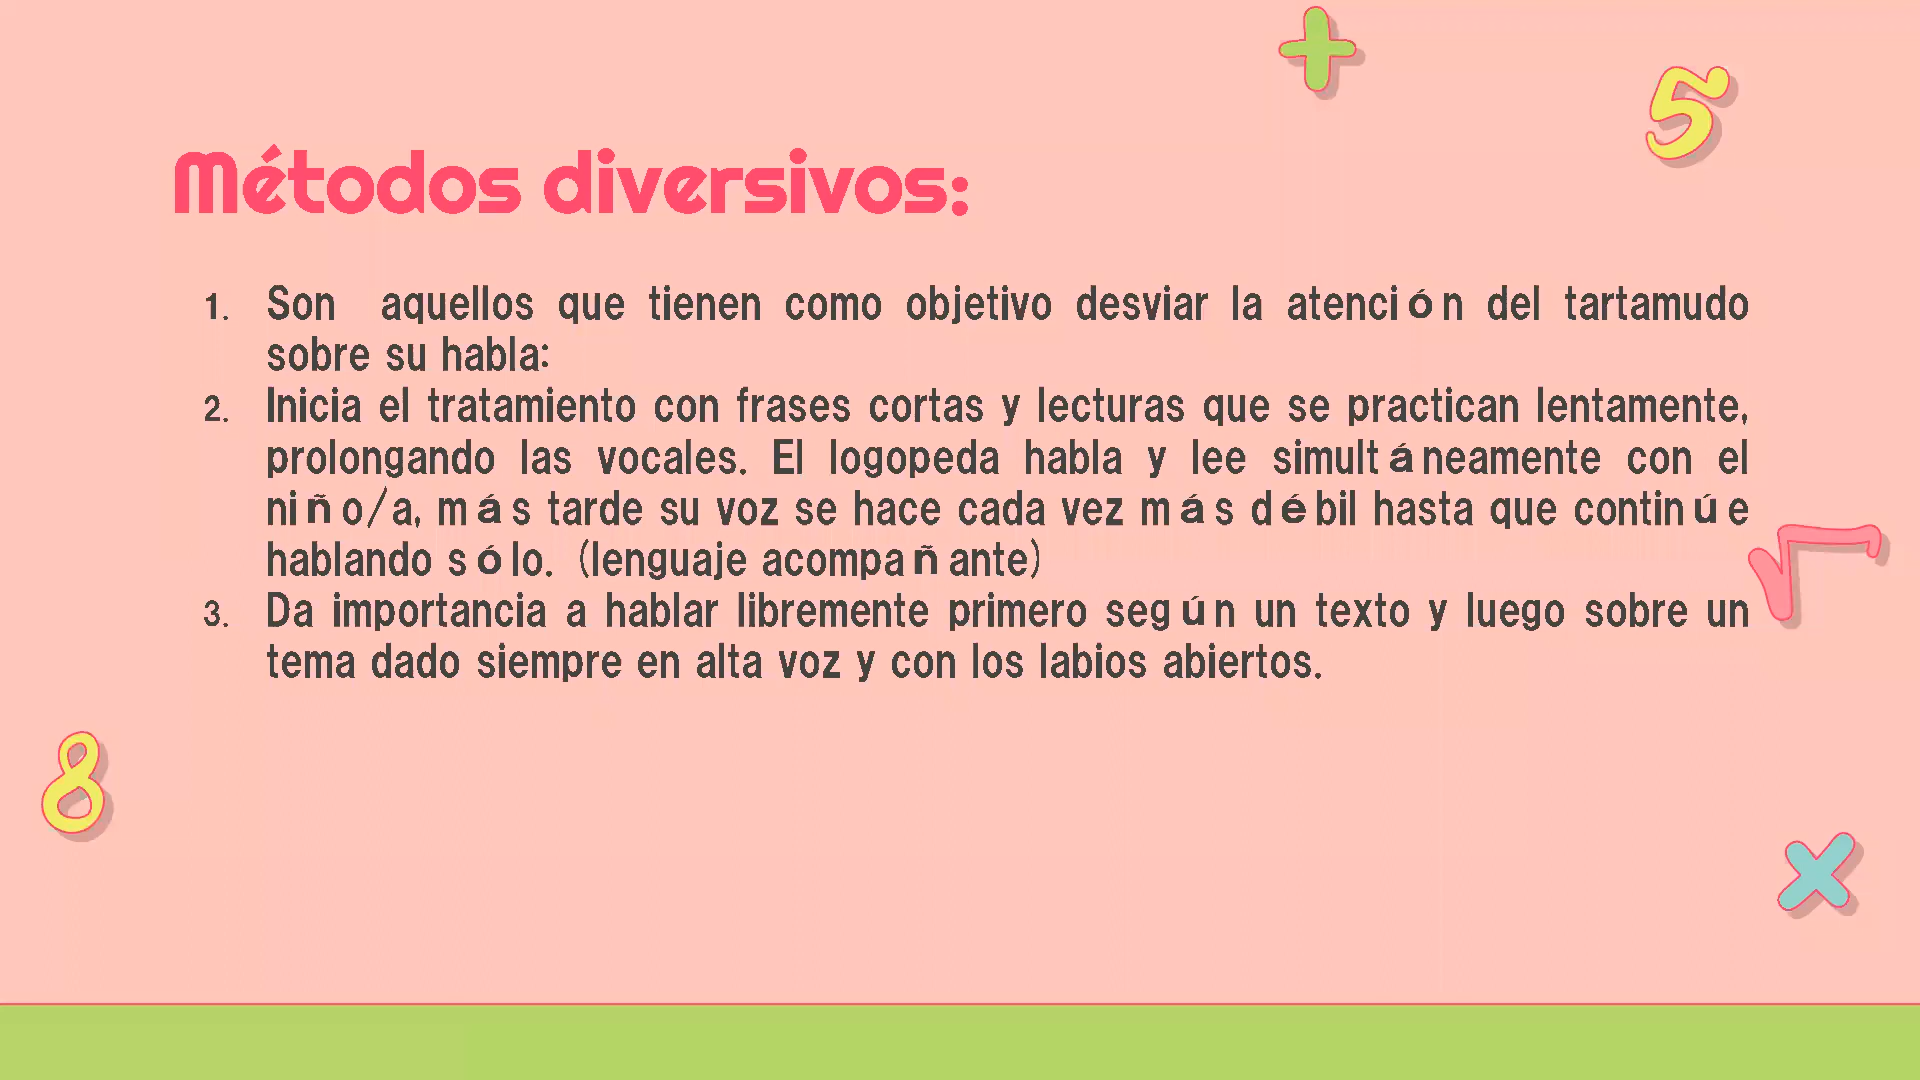 Métodos diversivos:
1. Son aquellos que tienen como objetivo desviar la atención del tartamudo
sobre su habla:
2. Inicia el tratamiento con frases cortas y lecturas que se practican lentamente,
prolongando las vocales. El logopeda habla y lee simultáneamente con el
niño/a, más tarde su voz se hace cada vez más débil hasta que continúe
hablando sólo. (lenguaje acompañante)
3. Da importancia a hablar libremente primero según un texto y luego sobre un
tema dado siempre en alta voz y con los labios abiertos.
+
5
√
8
×